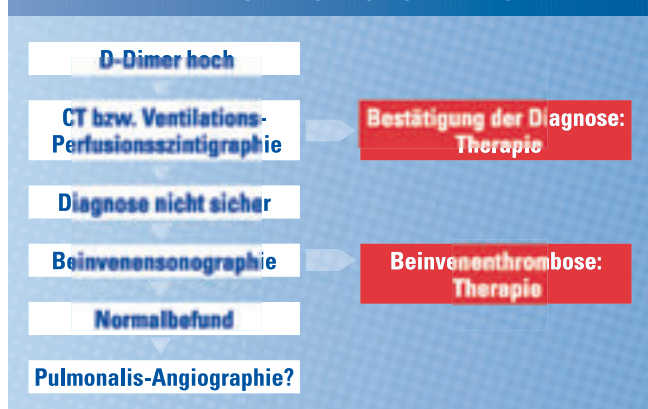 D-Dimer hoch
CT bzw. Ventilations-
Perfusionsszintigraphie
Bestätigung der Diagnose:
Therapie
Diagnose nicht sicher
Beinvenensonographie
Beinvenenthrombose:
Therapie
Normalbefund
Pulmonalis-Angiographie?